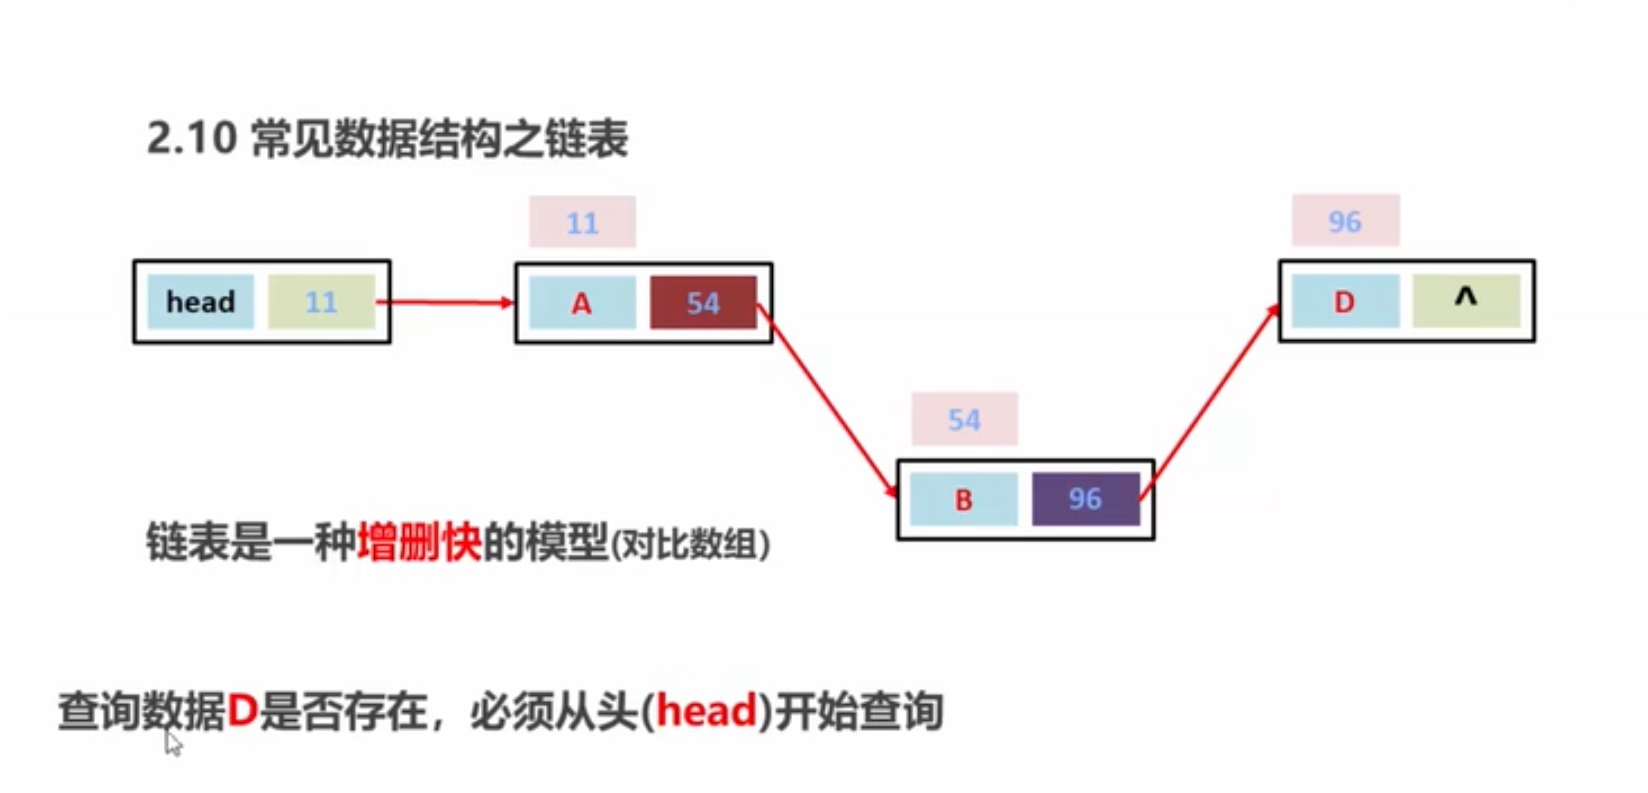 2.10 常见数据结构之链表
11
96
head 11
A 54
D ^
54
B 96
链表是一种增删快的模型(对比数组)
查询数据D是否存在，必须从头(head)开始查询